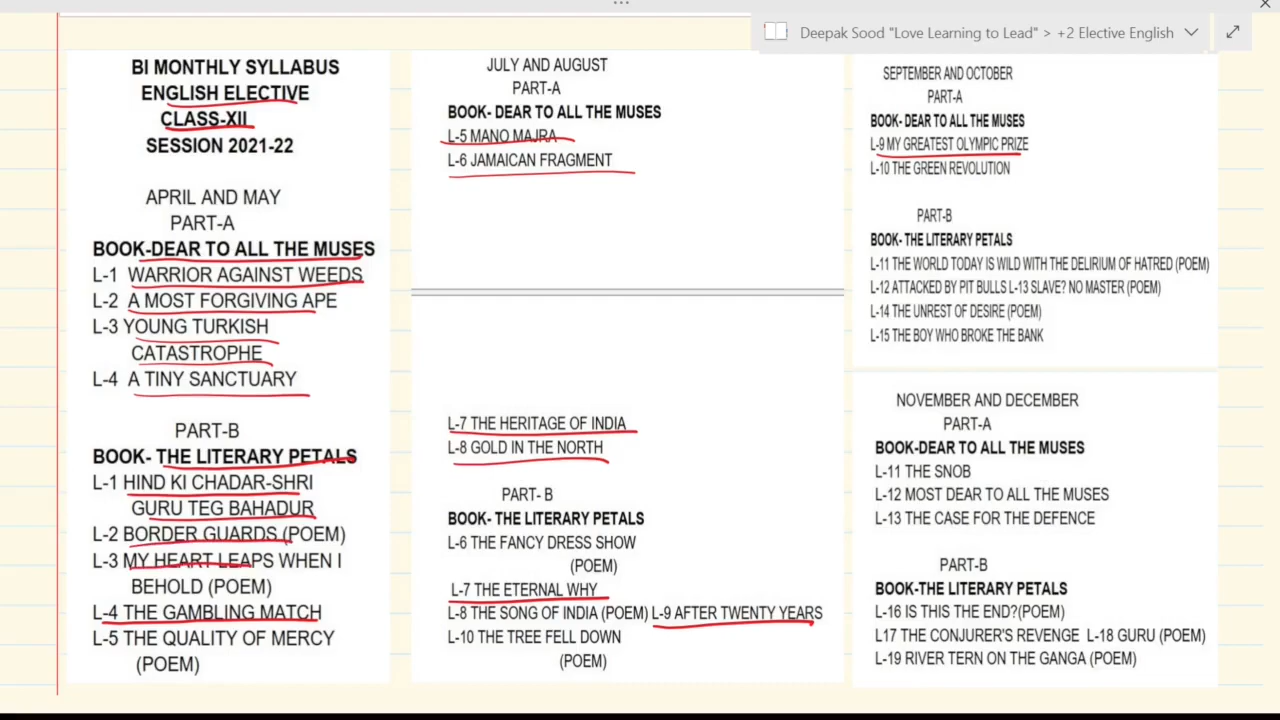 Deepak Sood "Love Learning to Lead" > +2 Elective English
BI MONTHLY SYLLABUS
ENGLISH ELECTIVE
CLASS-XII
SESSION 2021-22
APRIL AND MAY
PART-A
BOOK-DEAR TO ALL THE MUSES
L-1 WARRIOR AGAINST WEEDS
L-2 A MOST FORGIVING APE
L-3 YOUNG TURKISH
CATASTROPHE
L-4 A TINY SANCTUARY
PART-B
BOOK- THE LITERARY PETALS
L-1 HIND KI CHADAR-SHRI
GURU TEG BAHADUR
L-2 BORDER GUARDS (POEM)
L-3 MY HEART LEAPS WHEN I
BEHOLD (POEM)
L-4 THE GAMBLING MATCH
L-5 THE QUALITY OF MERCY
(POEM)
JULY AND AUGUST
PART-A
BOOK- DEAR TO ALL THE MUSES
L-5 MANO MAJRA
L-6 JAMAICAN FRAGMENT
L-7 THE HERITAGE OF INDIA
L-8 GOLD IN THE NORTH
PART- B
BOOK- THE LITERARY PETALS
L-6 THE FANCY DRESS SHOW
(POEM)
L-7 THE ETERNAL WHY
L-8 THE SONG OF INDIA (POEM) L-9 AFTER TWENTY YEARS
L-10 THE TREE FELL DOWN
(POEM)
SEPTEMBER AND OCTOBER
PART-A
BOOK- DEAR TO ALL THE MUSES
L-9 MY GREATEST OLYMPIC PRIZE
L-10 THE GREEN REVOLUTION
PART-B
BOOK- THE LITERARY PETALS
L-11 THE WORLD TODAY IS WILD WITH THE DELIRIUM OF HATRED (POEM)
L-12 ATTACKED BY PIT BULLS L-13 SLAVE? NO MASTER (POEM)
L-14 THE UNREST OF DESIRE (POEM)
L-15 THE BOY WHO BROKE THE BANK
NOVEMBER AND DECEMBER
PART-A
BOOK-DEAR TO ALL THE MUSES
L-11 THE SNOB
L-12 MOST DEAR TO ALL THE MUSES
L-13 THE CASE FOR THE DEFENCE
PART-B
BOOK-THE LITERARY PETALS
L-16 IS THIS THE END?(POEM)
L17 THE CONJURER'S REVENGE L-18 GURU (POEM)
L-19 RIVER TERN ON THE GANGA (POEM)